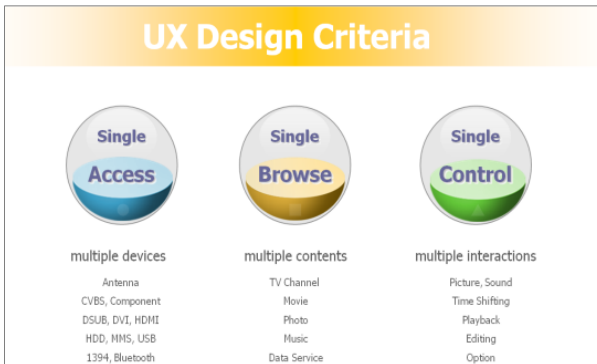 UX Design Criteria
Single
Access
multiple devices
Antenna
CVBS, Component
DSUB, DVI, HDMI
HDD, MMS, USB
1394, Bluetooth
Single
Browse
multiple contents
TV Channel
Movie
Photo
Music
Data Service
Single
Control
multiple interactions
Picture, Sound
Time Shifting
Playback
Editing
Option